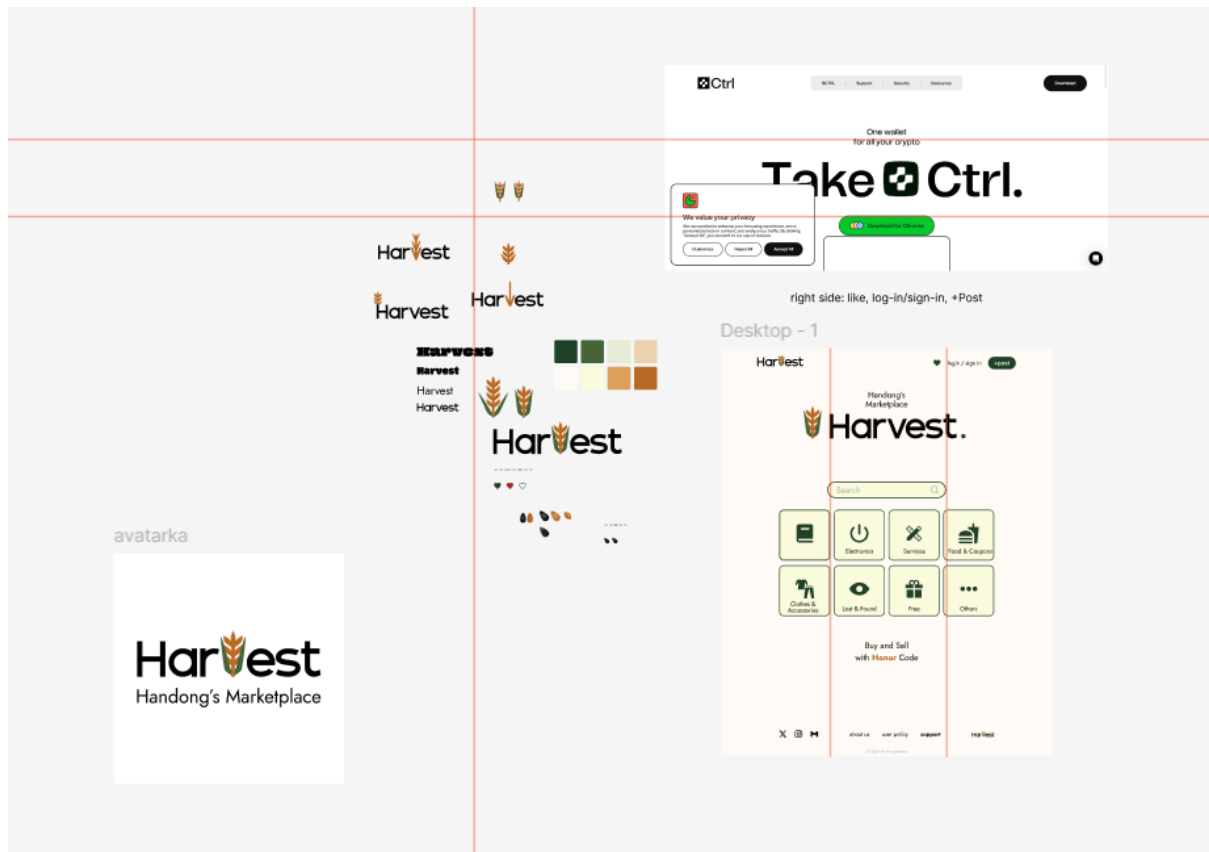 Ctrl
$CTRL
Support
Security
Resources
Download
One wallet
for all your crypto
Take Ctrl.
We value your privacy
Customize
Reject All
Accept All
Download for Chrome
right side: like, log-in/sign-in, +Post
Desktop - 1
Harvest
login / sign in
+post
Handong's
Marketplace
Harvest.
Search
Electronics
Services
Food & Coupons
Clothes &
Accessories
Lost & Found
Free
Others
Buy and Sell
with Honor Code
about us
user policy
support
Harvest
Harvest
Harvest
Harvest
Harvest
Harvest
Harvest
Harvest
Harvest
avatarka
Harvest
Handong's Marketplace